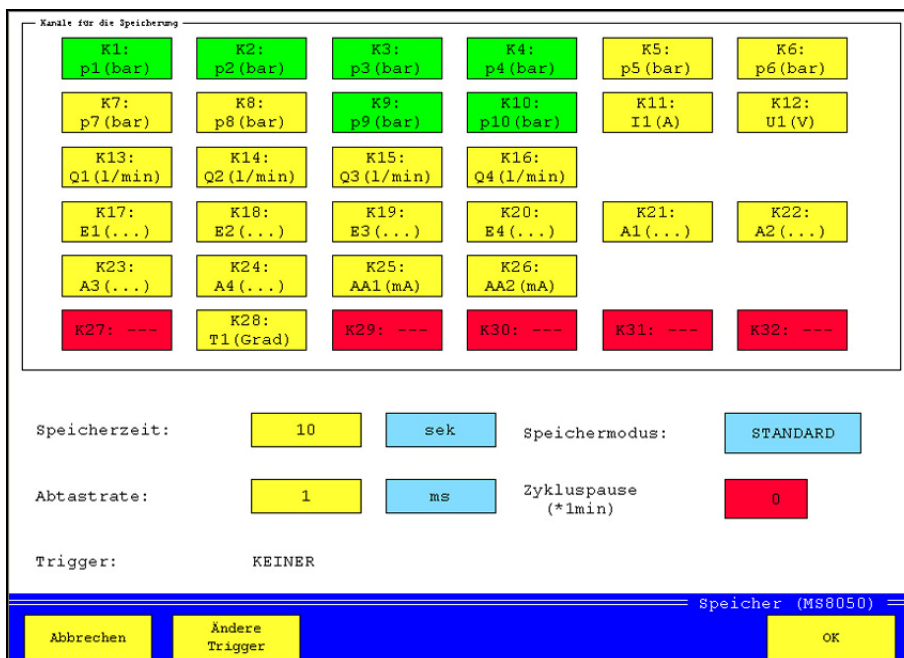 Kanäle für die Speicherung
K1: K2: K3: K4: K5: K6:
p1(bar) p2(bar) p3(bar) p4(bar) p5(bar) p6(bar)
K7: K8: K9: K10: K11: K12:
p7(bar) p8(bar) p9(bar) p10(bar) I1(A) U1(V)
K13: K14: K15: K16:
Q1(l/min) Q2(l/min) Q3(l/min) Q4(l/min)
K17: K18: K19: K20: K21: K22:
E1(...) E2(...) E3(...) E4(...) A1(...) A2(...)
K23: K24: K25: K26:
A3(...) A4(...) AA1(mA) AA2(mA)
K27: --- K28: K29: --- K30: --- K31: --- K32: ---
T1(Grad)
Speicherzeit: 10 sek Speichermodus: STANDARD
Abtastrate: 1 ms Zykluspause 0
(*1min)
Trigger: KEINER
Speicher (MS8050)
Abbrechen Ändere OK
Trigger